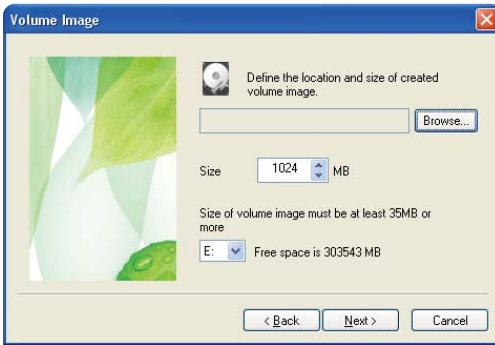 Volume Image
Define the location and size of created
volume image.
Browse...
Size 1024 MB
Size of volume image must be at least 35MB or
more
E: Free space is 303543 MB
< Back Next > Cancel